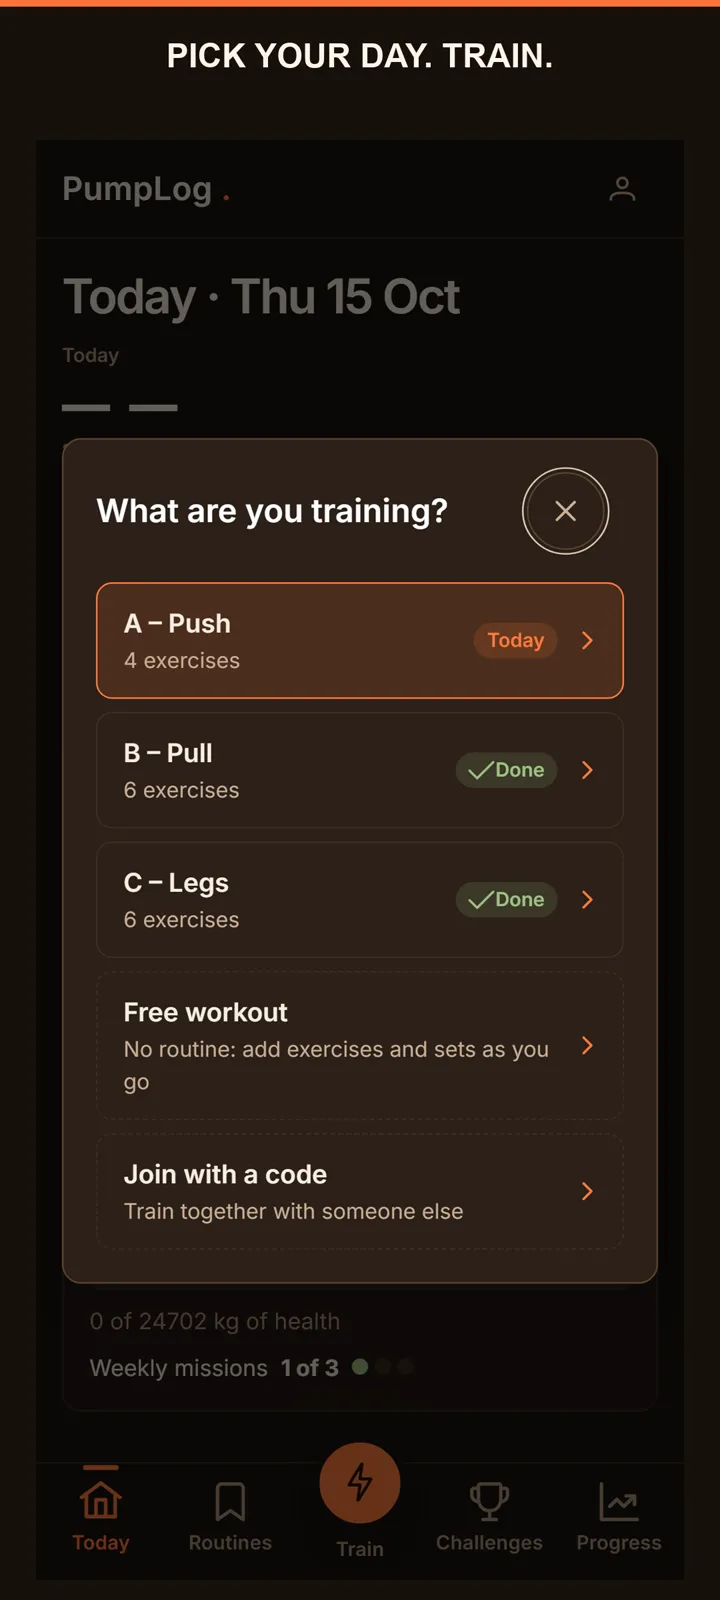 PICK YOUR DAY. TRAIN.
PumpLog .
Today · Thu 15 Oct
Today
What are you training?
A – Push
4 exercises
Today
B – Pull
6 exercises
Done
C – Legs
6 exercises
Done
Free workout
No routine: add exercises and sets as you
go
Join with a code
Train together with someone else
0 of 24702 kg of health
Weekly missions 1 of 3
Today
Routines
Train
Challenges
Progress